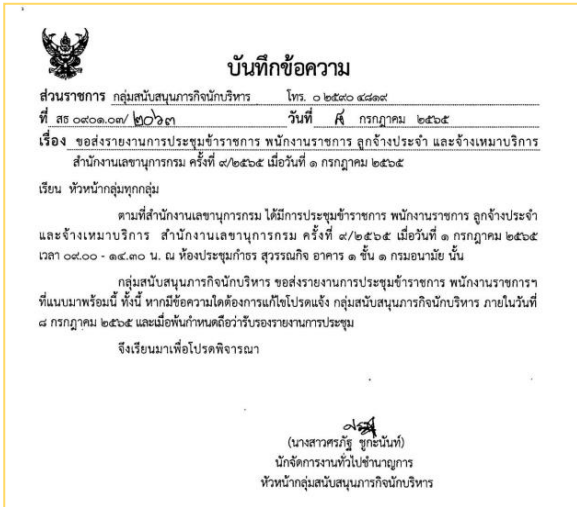 บันทึกข้อความ
ส่วนราชการ กลุ่มสนับสนุนภารกิจนักบริหาร โทร. ๐ ๒๕๙๐ ๔๘๑๙
ที่ สธ ๐๙๐๑.๐๓/ วันที่ กรกฎาคม ๒๕๖๕
เรื่อง ขอส่งรายงานการประชุมข้าราชการ พนักงานราชการ ลูกจ้างประจำ และจ้างเหมาบริการ
สำนักงานเลขานุการกรม ครั้งที่ ๙/๒๕๖๕ เมื่อวันที่ ๑ กรกฎาคม ๒๕๖๕
เรียน หัวหน้ากลุ่มทุกกลุ่ม
ตามที่สำนักงานเลขานุการกรม ได้มีการประชุมข้าราชการ พนักงานราชการ ลูกจ้างประจำ
และจ้างเหมาบริการ สำนักงานเลขานุการกรม ครั้งที่ ๙/๒๕๖๕ เมื่อวันที่ ๑ กรกฎาคม ๒๕๖๕
เวลา ๐๙.๐๐ - ๑๔.๓๐ น. ณ ห้องประชุมกำธร สุวรรณกิจ อาคาร ๑ ชั้น ๑ กรมอนามัย นั้น
กลุ่มสนับสนุนภารกิจนักบริหาร ขอส่งรายงานการประชุมข้าราชการ พนักงานราชการฯ
ที่แนบมาพร้อมนี้ ทั้งนี้ หากมีข้อความใดต้องการแก้ไขโปรดแจ้ง กลุ่มสนับสนุนภารกิจนักบริหาร ภายในวันที่
๘ กรกฎาคม ๒๕๖๕ และเมื่อพ้นกำหนดถือว่ารับรองรายงานการประชุม
จึงเรียนมาเพื่อโปรดพิจารณา
(นางสาวศรภัฐ ชูกะนันท์)
นักจัดการงานทั่วไปชำนาญการ
หัวหน้ากลุ่มสนับสนุนภารกิจนักบริหาร